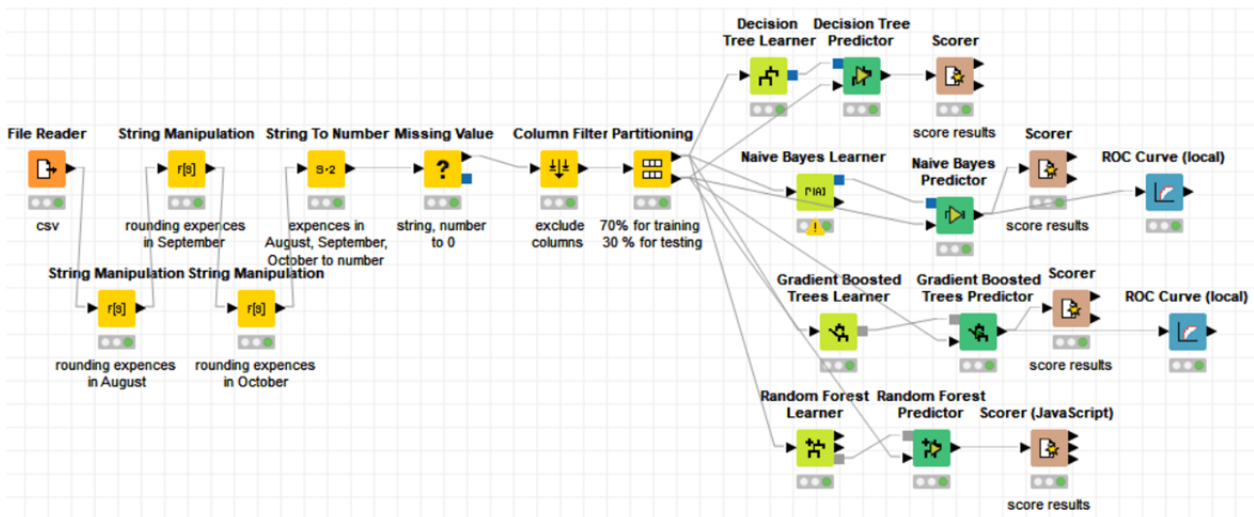 Decision
Tree Learner
Decision Tree
Predictor
Scorer
score results
File Reader
csv
String Manipulation
rounding expences
in September
String To Number
S›2
expences in
August, September,
October to number
Missing Value
?
string, number
to 0
Column Filter
exclude
columns
Partitioning
70% for training
30 % for testing
String Manipulation
f[S]
rounding expences
in August
String Manipulation
f[S]
rounding expences
in October
Naive Bayes Learner
Naive Bayes
Predictor
Scorer
score results
ROC Curve (local)
Gradient Boosted
Trees Learner
Gradient Boosted
Trees Predictor
Scorer
score results
ROC Curve (local)
Random Forest
Learner
Random Forest
Predictor
Scorer (JavaScript)
score results